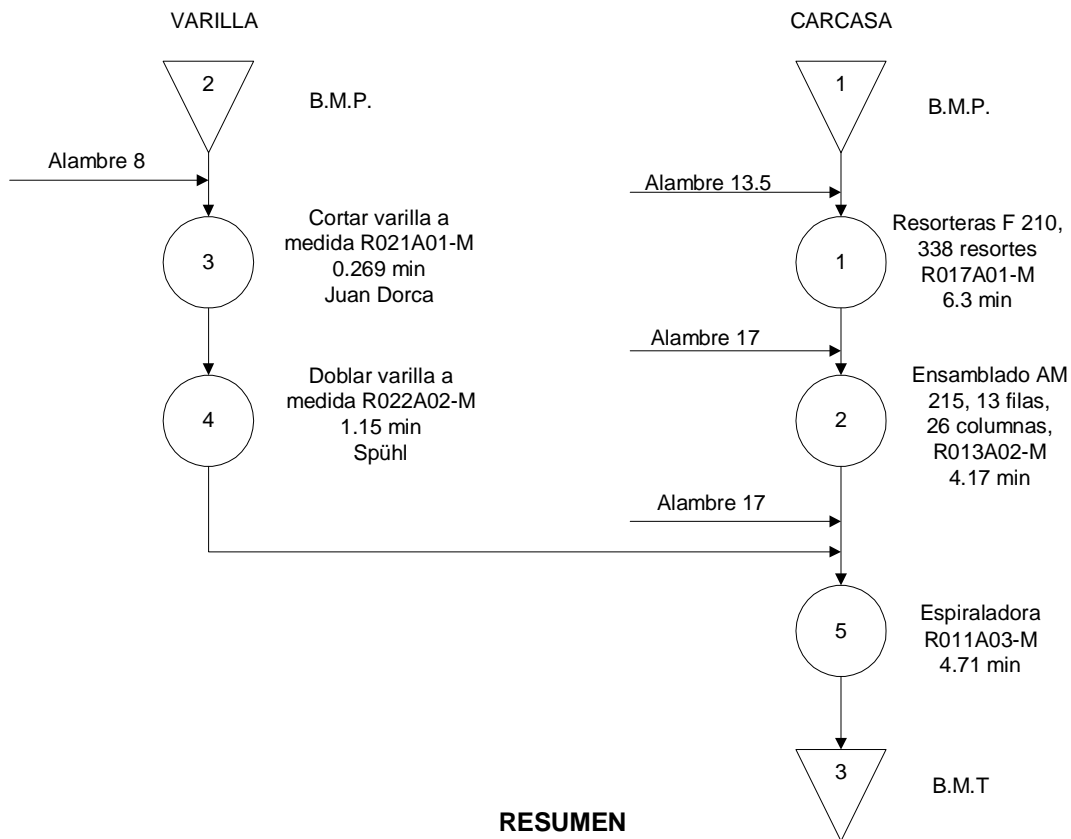 VARILLA
2
B.M.P.
Alambre 8
3
Cortar varilla a
medida R021A01-M
0.269 min
Juan Dorca
4
Doblar varilla a
medida R022A02-M
1.15 min
Spühl
CARCASA
1
B.M.P.
Alambre 13.5
1
Resorteras F 210,
338 resortes
R017A01-M
6.3 min
Alambre 17
2
Ensamblado AM
215, 13 filas,
26 columnas,
R013A02-M
4.17 min
Alambre 17
5
Espiraladora
R011A03-M
4.71 min
3
B.M.T
RESUMEN